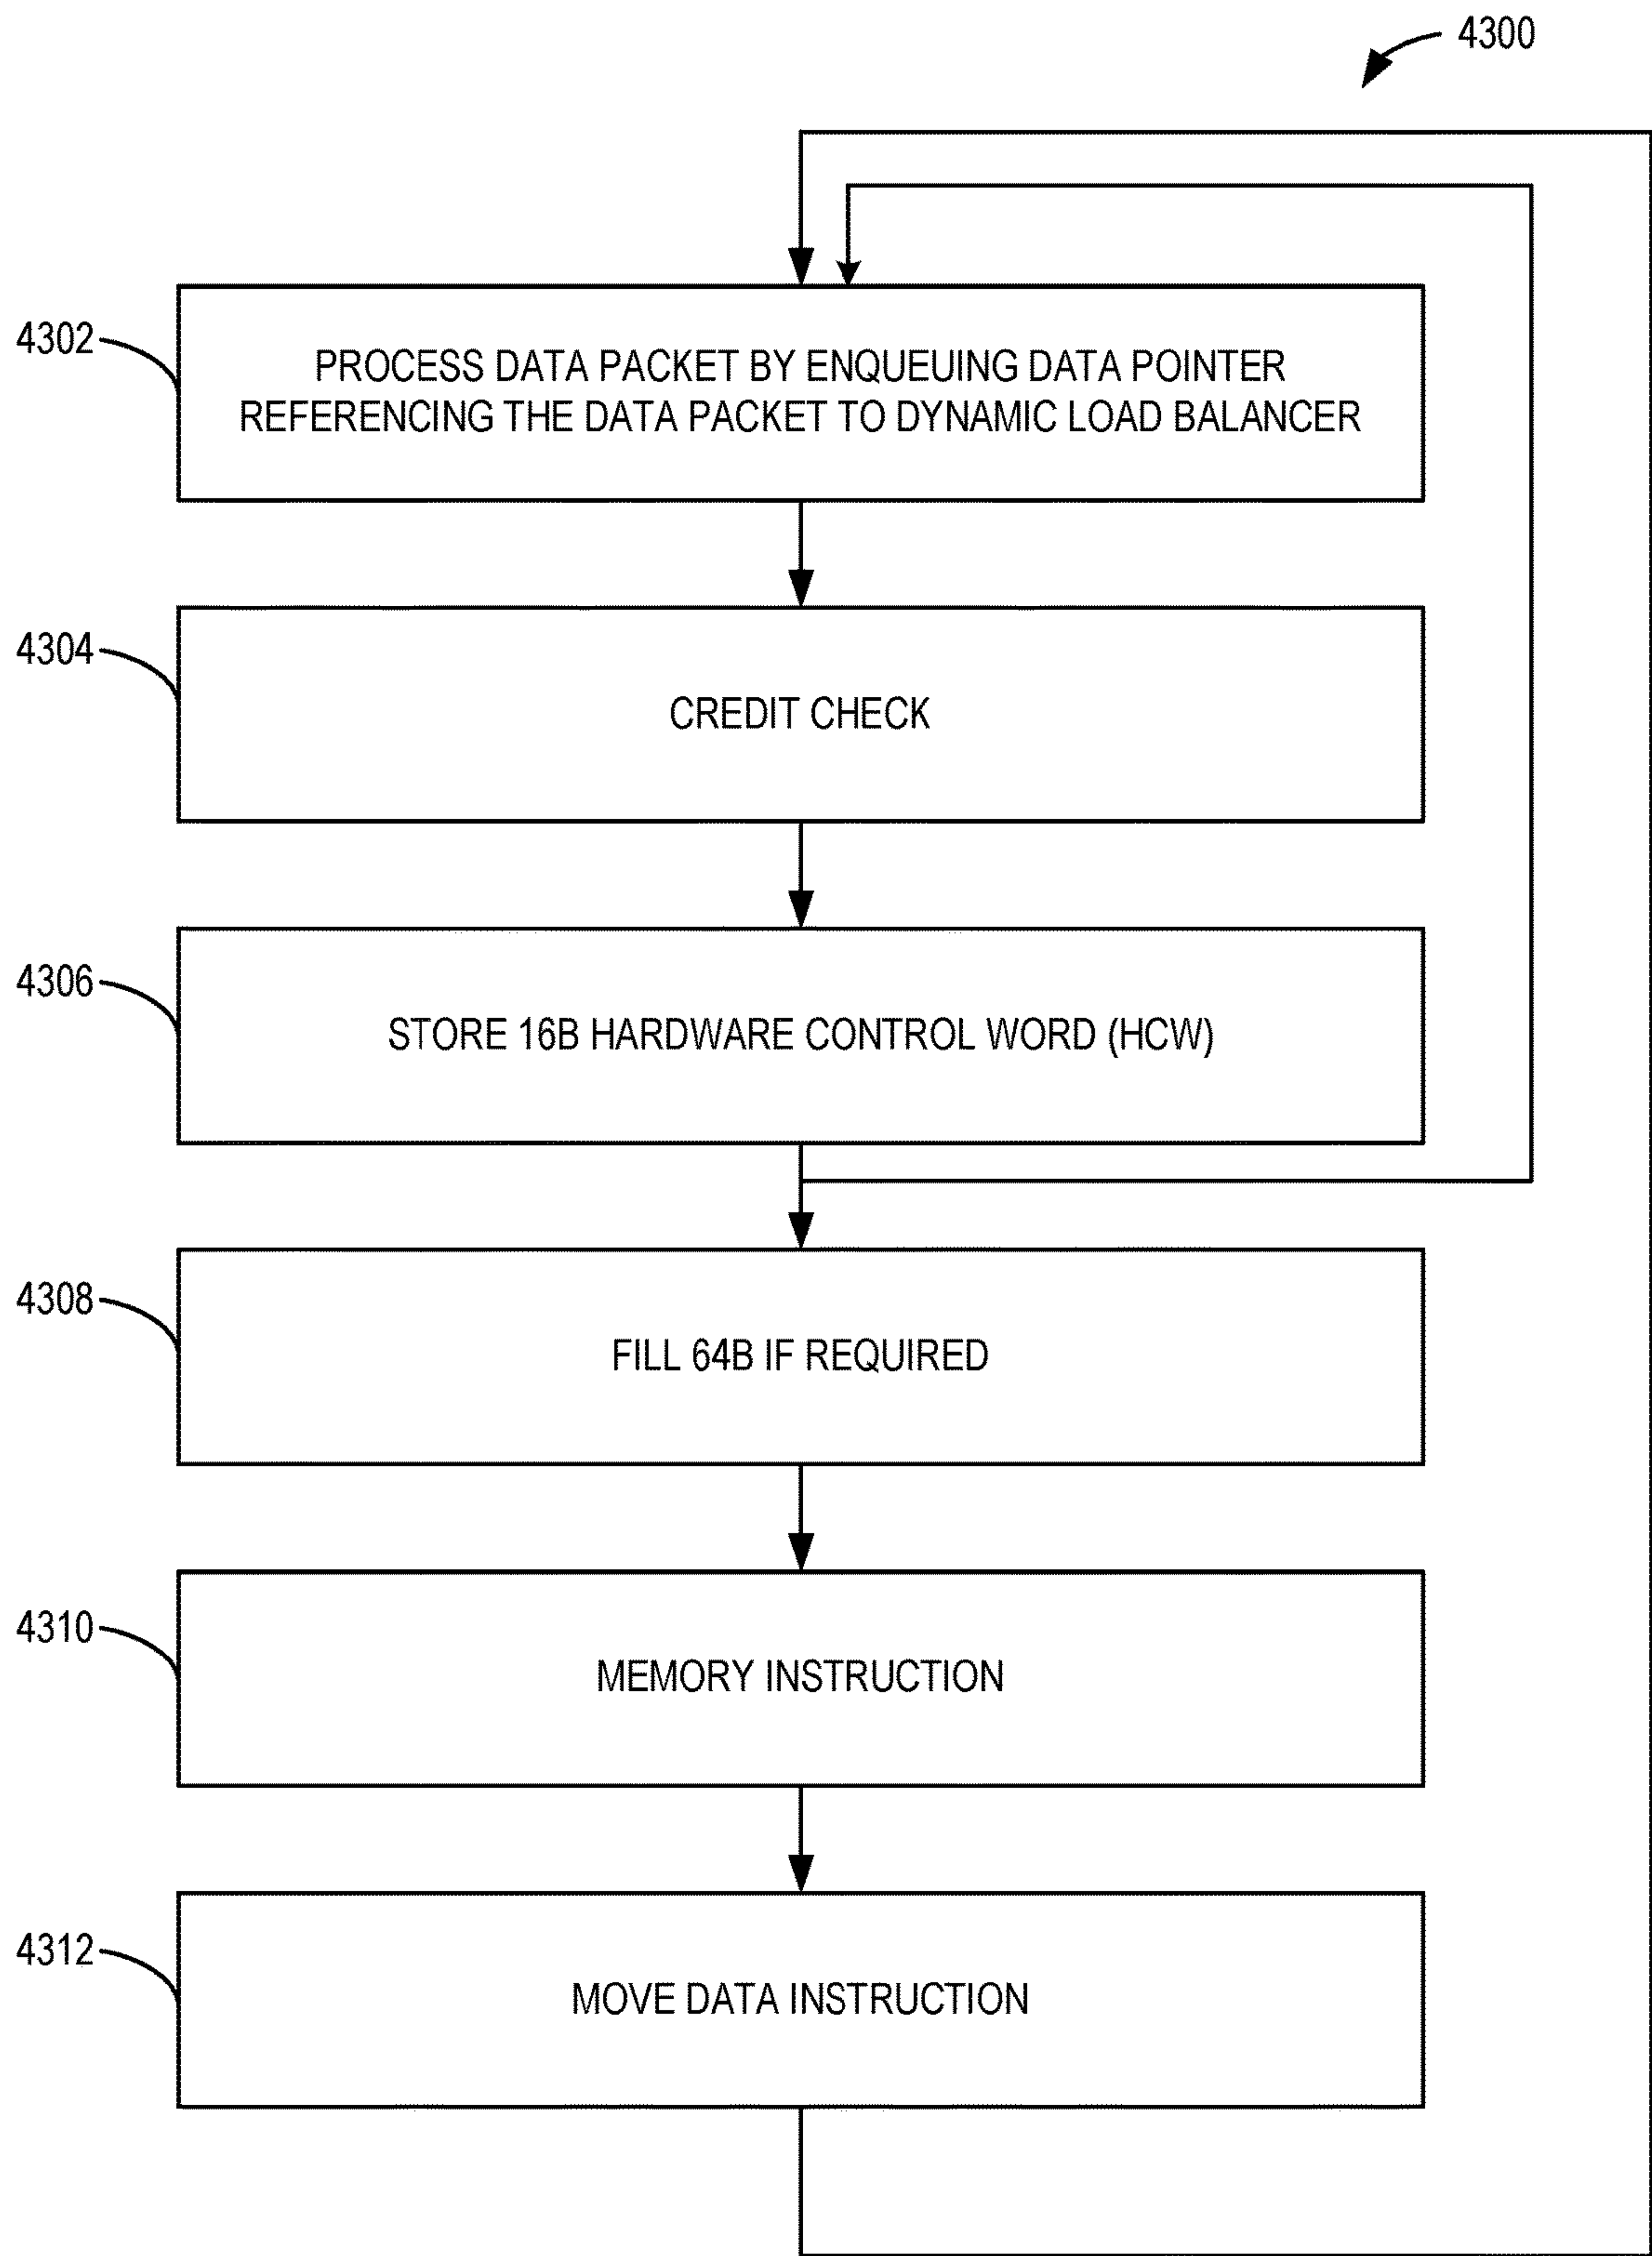 4300
4302
PROCESS DATA PACKET BY ENQUEUING DATA POINTER
REFERENCING THE DATA PACKET TO DYNAMIC LOAD BALANCER
4304
CREDIT CHECK
4306
STORE 16B HARDWARE CONTROL WORD (HCW)
4308
FILL 64B IF REQUIRED
4310
MEMORY INSTRUCTION
4312
MOVE DATA INSTRUCTION